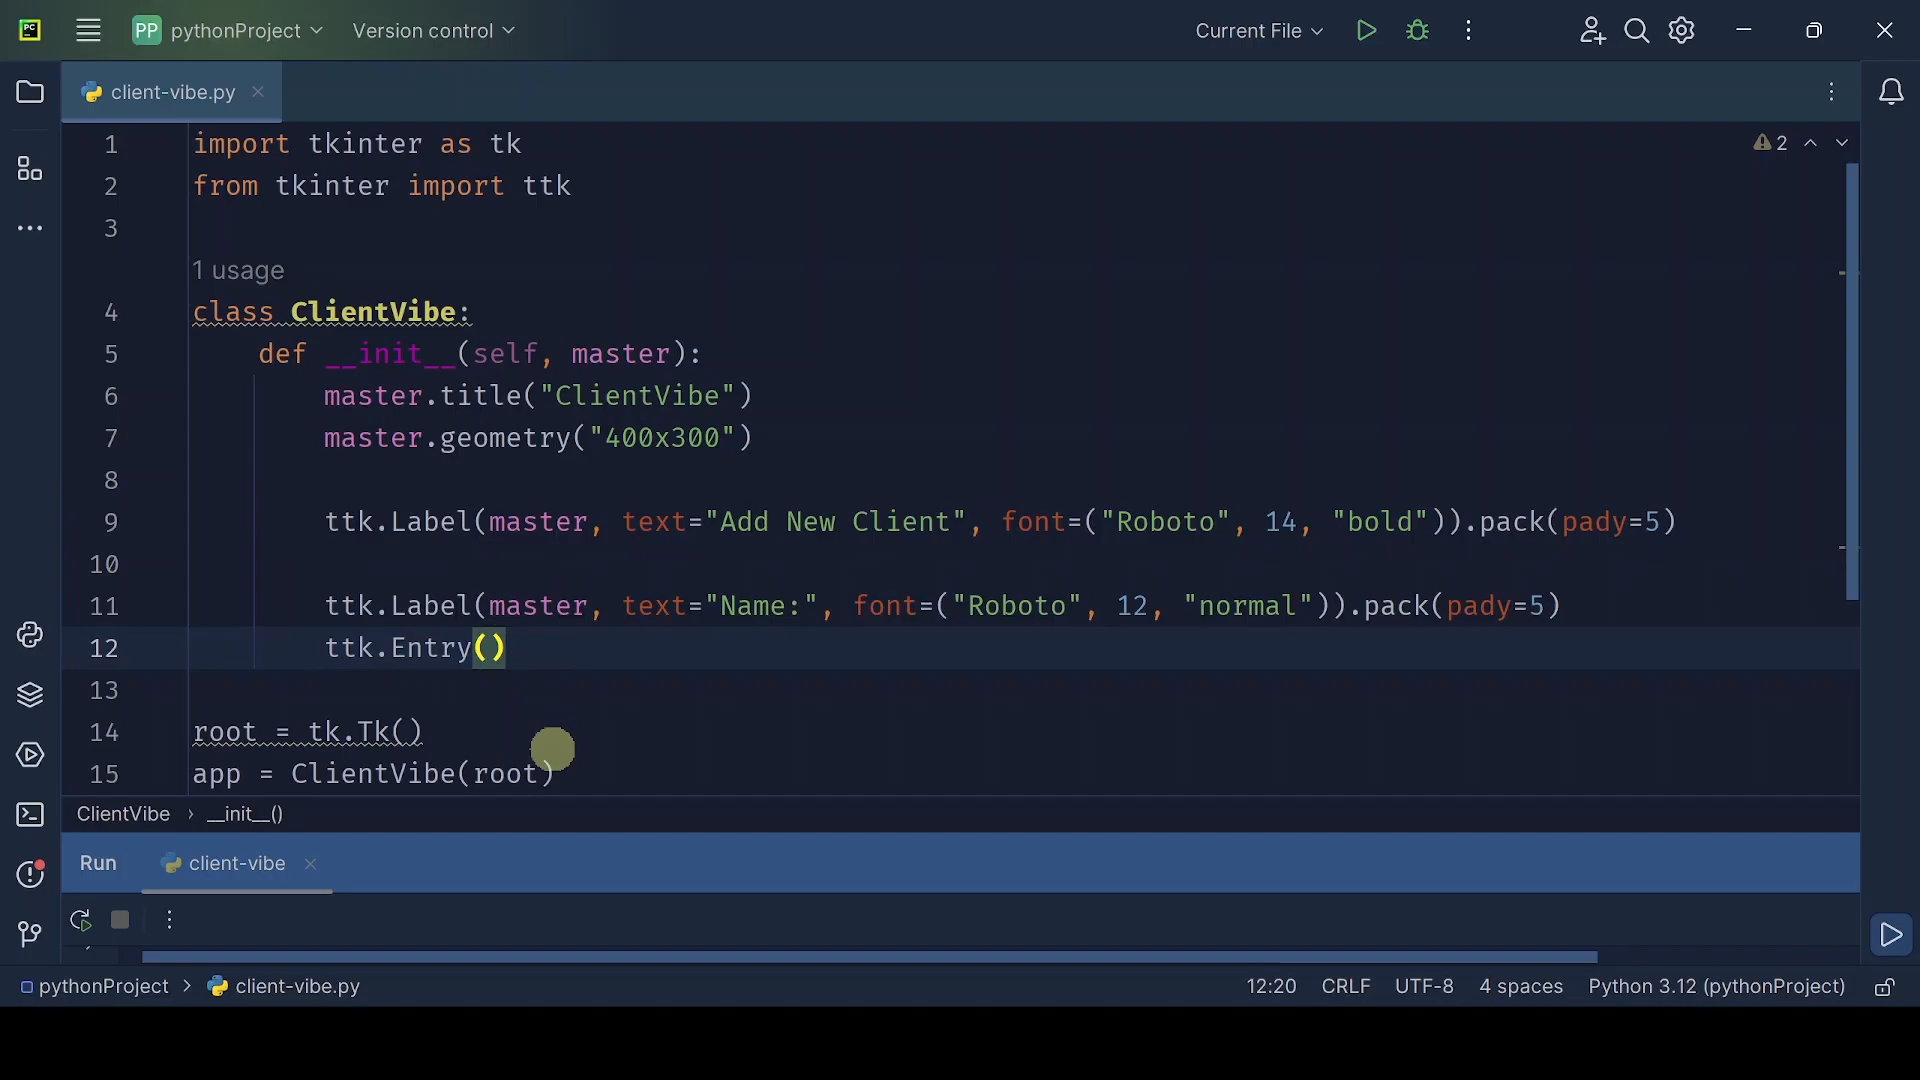 PC
PP pythonProject Version control Current File
client-vibe.py
1 import tkinter as tk 2
2 from tkinter import ttk
3
1 usage
4 class ClientVibe:
5 def __init__(self, master):
6 master.title("ClientVibe")
7 master.geometry("400x300")
8
9 ttk.Label(master, text="Add New Client", font=("Roboto", 14, "bold")).pack(pady=5)
10
11 ttk.Label(master, text="Name:", font=("Roboto", 12, "normal")).pack(pady=5)
12 ttk.Entry()
13
14 root = tk.Tk()
15 app = ClientVibe(root)
ClientVibe › __init__()
Run client-vibe
pythonProject > client-vibe.py 12:20 CRLF UTF-8 4 spaces Python 3.12 (pythonProject)